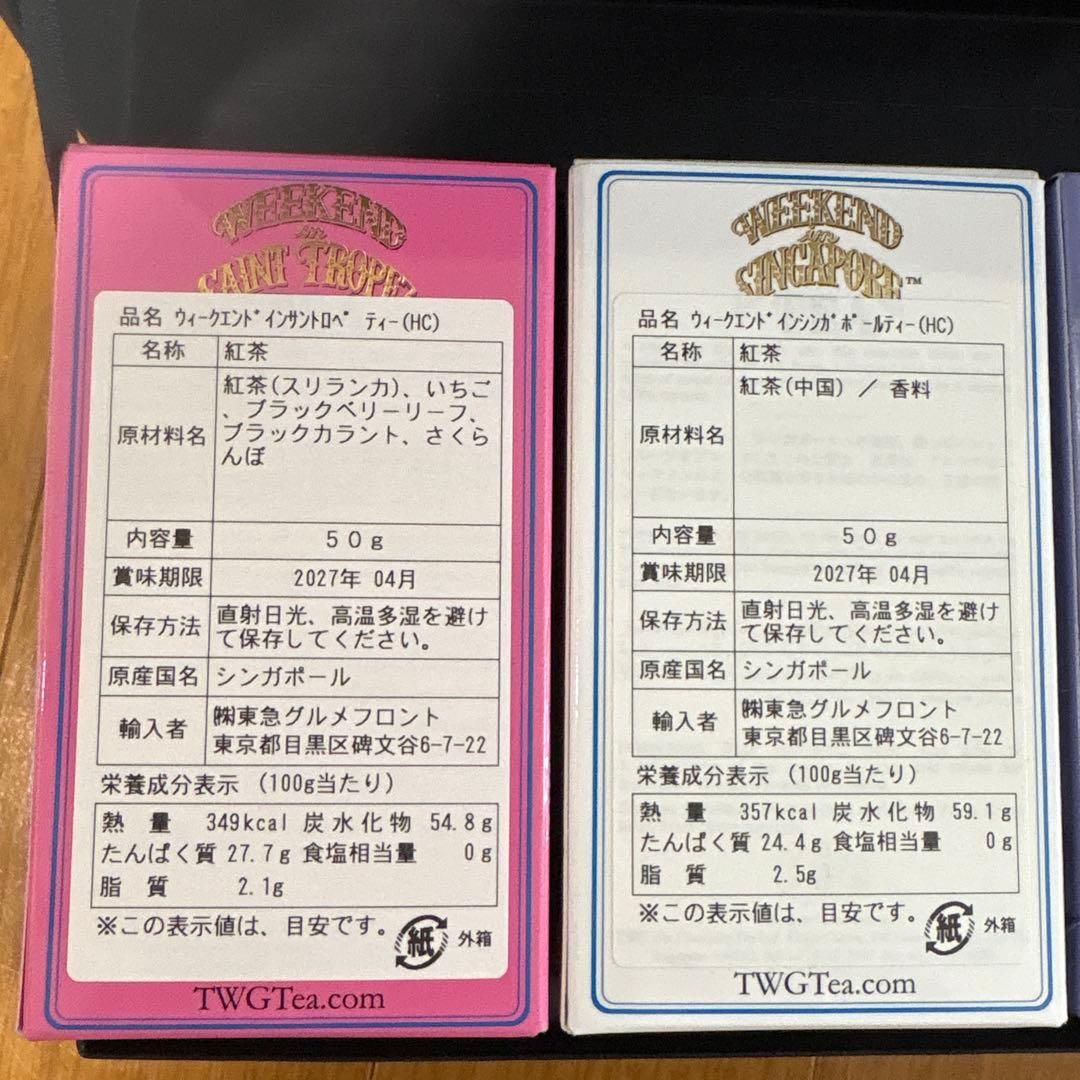 WEEKEND
in
SAINT TROPEZ
品名 ウィークエンドインサントロペ ティー(HC)
名称 紅茶
原材料名 紅茶(スリランカ)、いちご
、ブラックベリーリーフ、
ブラックカラント、さくら
んぼ
内容量 50g
賞味期限 2027年 04月
保存方法 直射日光、高温多湿を避け
て保存してください。
原産国名 シンガポール
輸入者 ㈱東急グルメフロント
東京都目黒区碑文谷6-7-22
栄養成分表示 (100g当たり)
熱量 349kcal 炭水化物 54.8g
たんぱく質 27.7g 食塩相当量 0g
脂質 2.1g
※この表示値は、目安です。
紙 外箱
TWGTea.com
WEEKEND
in
SINGAPORE™
品名 ウィークエンドインシンガポールティー(HC)
名称 紅茶
原材料名 紅茶(中国) / 香料
内容量 50g
賞味期限 2027年 04月
保存方法 直射日光、高温多湿を避け
て保存してください。
原産国名 シンガポール
輸入者 ㈱東急グルメフロント
東京都目黒区碑文谷6-7-22
栄養成分表示 (100g当たり)
熱量 357kcal 炭水化物 59.1g
たんぱく質 24.4g 食塩相当量 0g
脂質 2.5g
※この表示値は、目安です。
紙 外箱
TWGTea.com